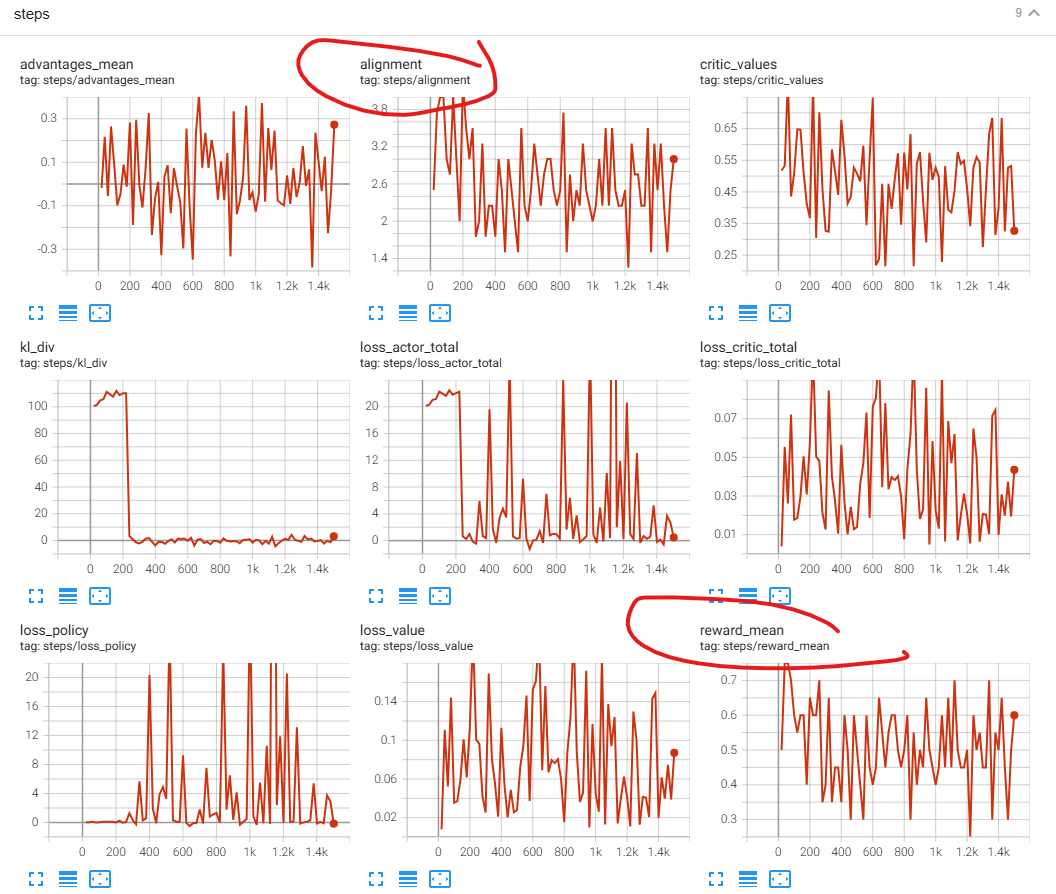 steps 9
advantages_mean alignment critic_values
tag: steps/advantages_mean tag: steps/alignment tag: steps/critic_values
0.3
0.1
-0.1
-0.3
0 200 400 600 800 1k 1.2k 1.4k
3.8
3.2
2.6
2
1.4
0 200 400 600 800 1k 1.2k 1.4k
0.65
0.55
0.45
0.35
0.25
0 200 400 600 800 1k 1.2k 1.4k
kl_div loss_actor_total loss_critic_total
tag: steps/kl_div tag: steps/loss_actor_total tag: steps/loss_critic_total
100
80
60
40
20
0
0 200 400 600 800 1k 1.2k 1.4k
20
16
12
8
4
0
0 200 400 600 800 1k 1.2k 1.4k
0.07
0.05
0.03
0.01
0 200 400 600 800 1k 1.2k 1.4k
loss_policy loss_value reward_mean
tag: steps/loss_policy tag: steps/loss_value tag: steps/reward_mean
20
16
12
8
4
0
0 200 400 600 800 1k 1.2k 1.4k
0.14
0.1
0.06
0.02
0 200 400 600 800 1k 1.2k 1.4k
0.7
0.6
0.5
0.4
0.3
0 200 400 600 800 1k 1.2k 1.4k